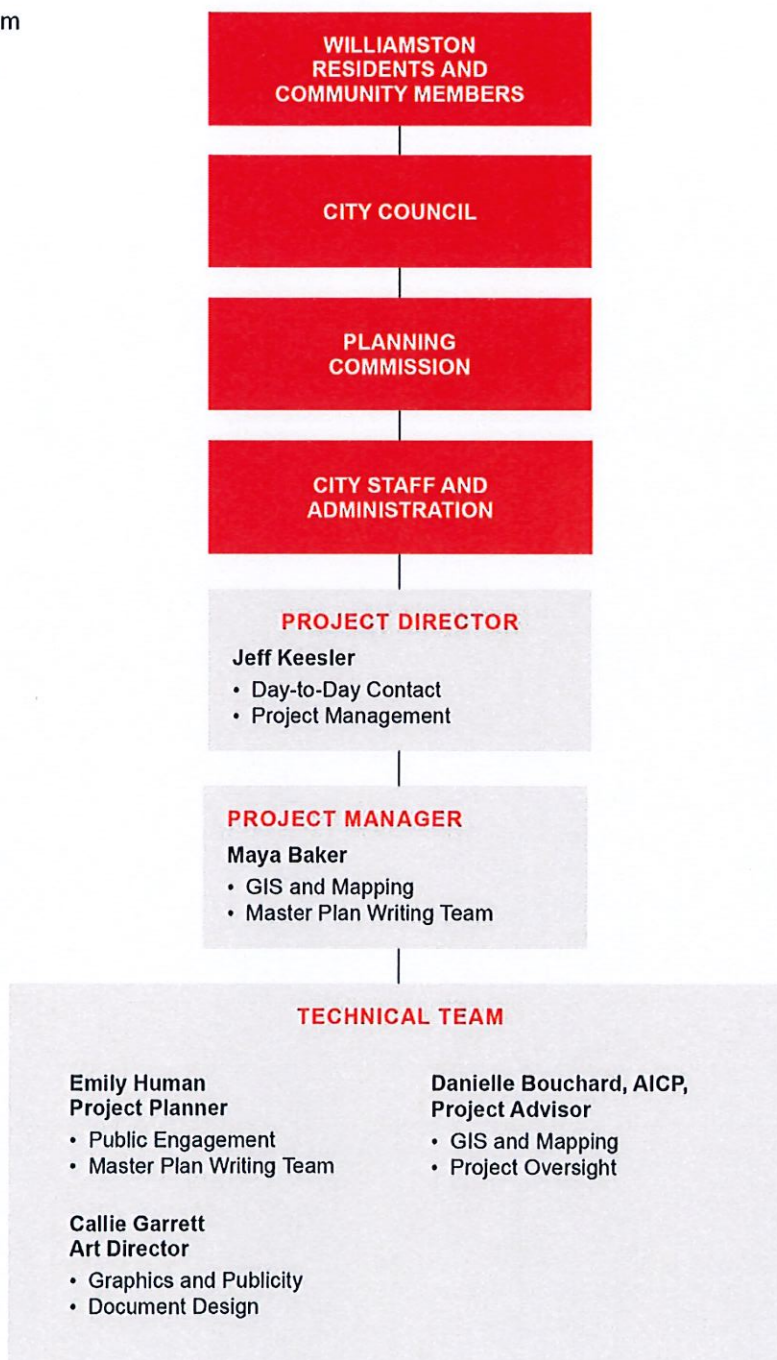 m
WILLIAMSTON
RESIDENTS AND
COMMUNITY MEMBERS
CITY COUNCIL
PLANNING
COMMISSION
CITY STAFF AND
ADMINISTRATION
PROJECT DIRECTOR
Jeff Keesler
• Day-to-Day Contact
• Project Management
PROJECT MANAGER
Maya Baker
• GIS and Mapping
• Master Plan Writing Team
TECHNICAL TEAM
Emily Human
Project Planner
• Public Engagement
• Master Plan Writing Team
Callie Garrett
Art Director
• Graphics and Publicity
• Document Design
Danielle Bouchard, AICP,
Project Advisor
• GIS and Mapping
• Project Oversight